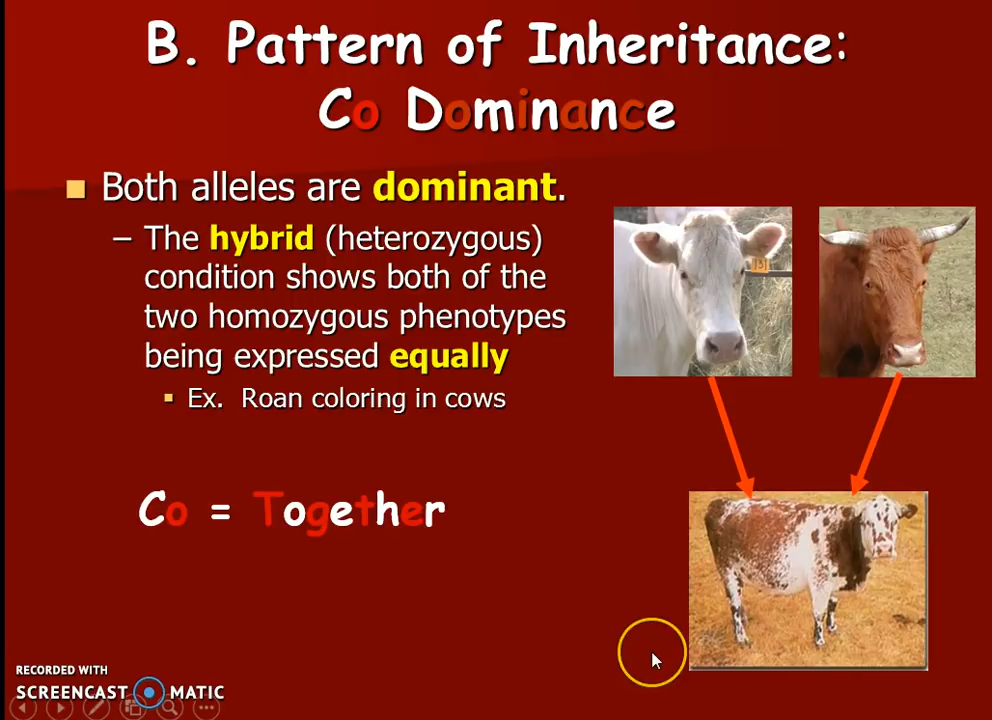 B. Pattern of Inheritance:
Co Dominance
■ Both alleles are dominant.
– The hybrid (heterozygous)
condition shows both of the
two homozygous phenotypes
being expressed equally
▪ Ex. Roan coloring in cows
Co = Together
RECORDED WITH
SCREENCAST MATIC